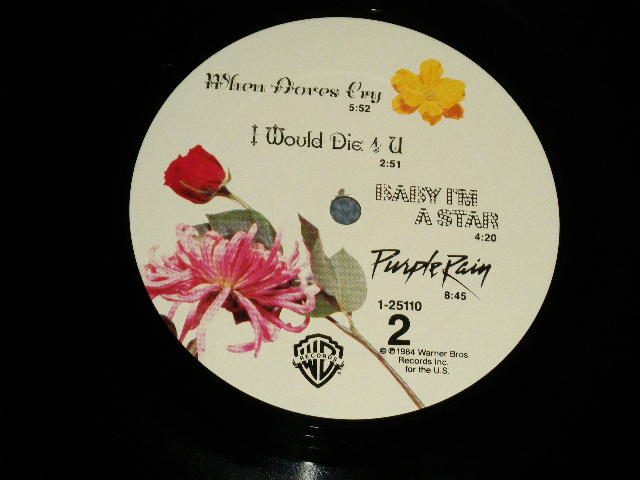 When Doves Cry
5:52
I Would Die 4 U
2:51
BABY I'M
A STAR
4:20
Purple Rain
8:45
1-25110
2
© ℗ 1984 Warner Bros.
Records Inc.
for the U.S.
WB
RECORDS
®